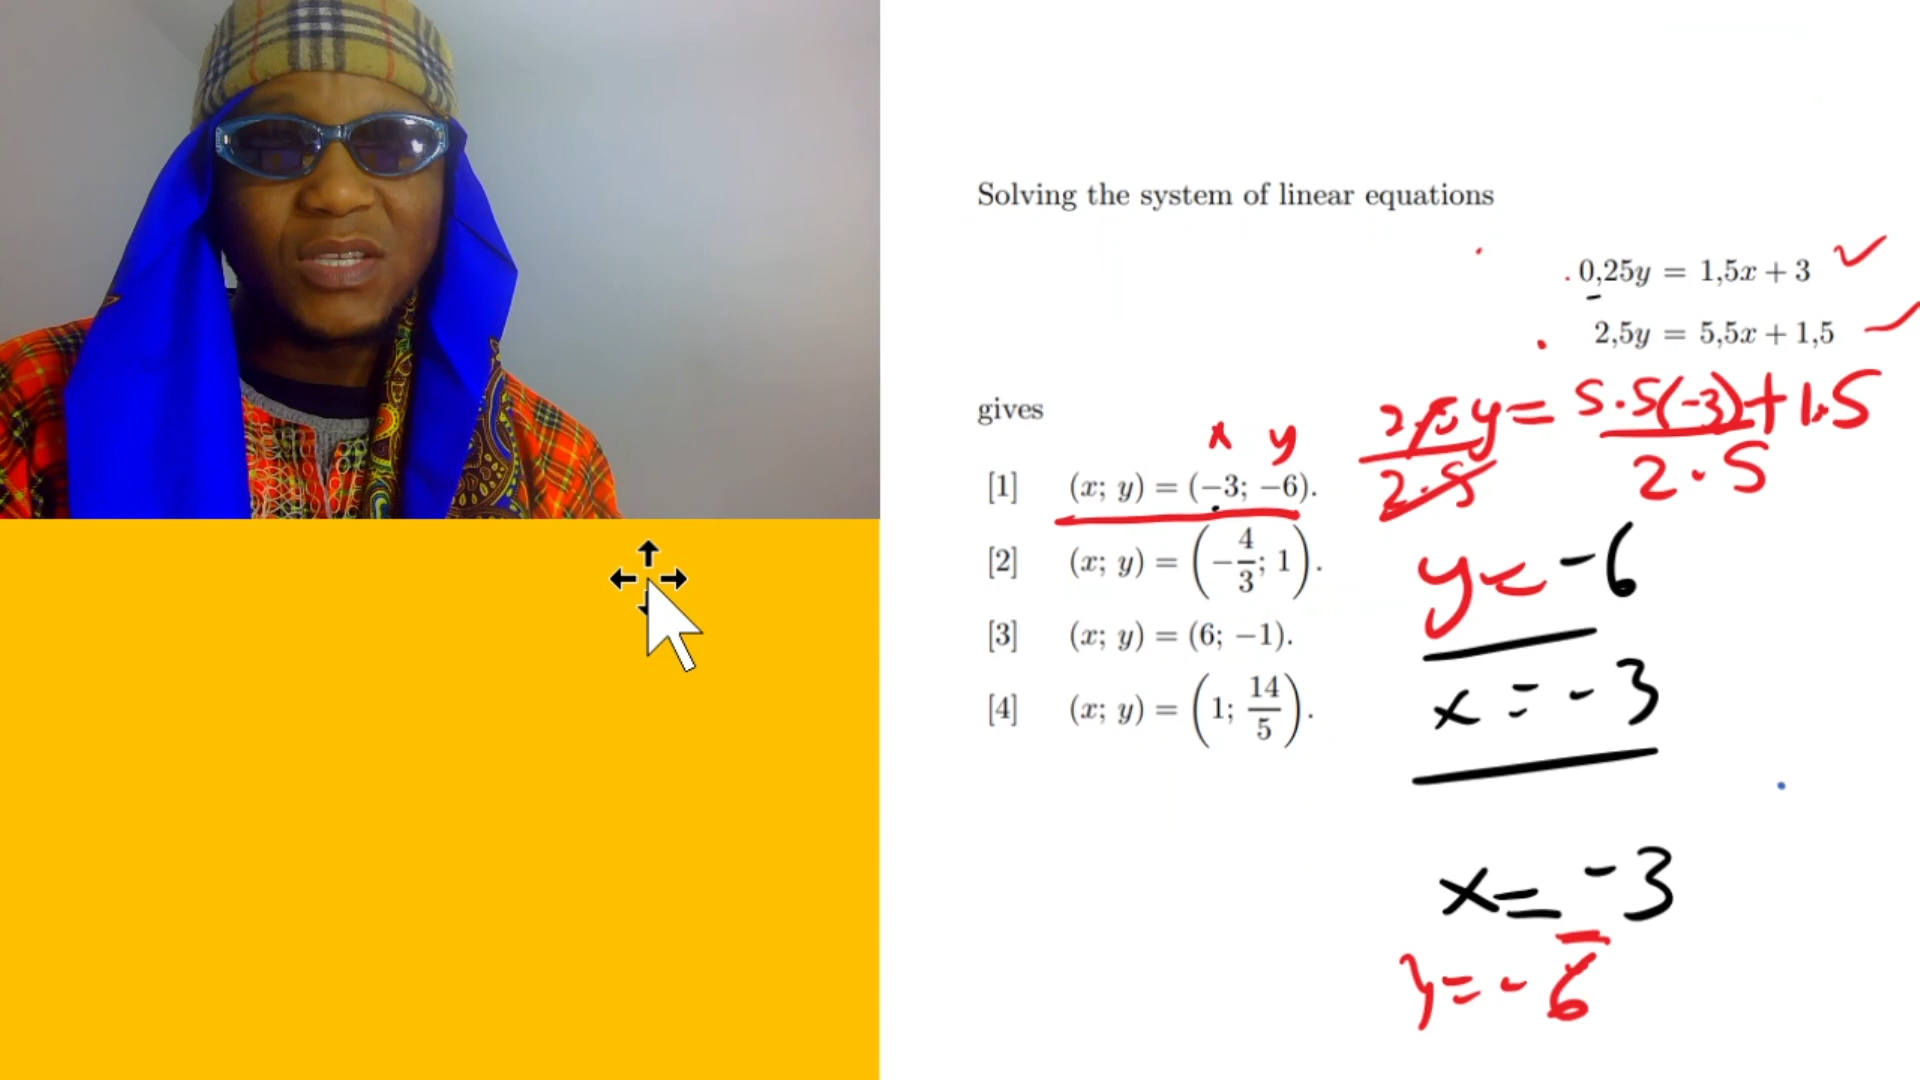 Solving the system of linear equations
0,25y = 1,5x + 3
2,5y = 5,5x + 1,5
gives
[1] (x; y) = (−3; −6).
[2] (x; y) = (−4/3; 1).
[3] (x; y) = (6; −1).
[4] (x; y) = (1; 14/5).
x y
2.5y = 5.5(-3)+1.5
2.5 2.5
y = -6
x = -3
x = -3
y = -6